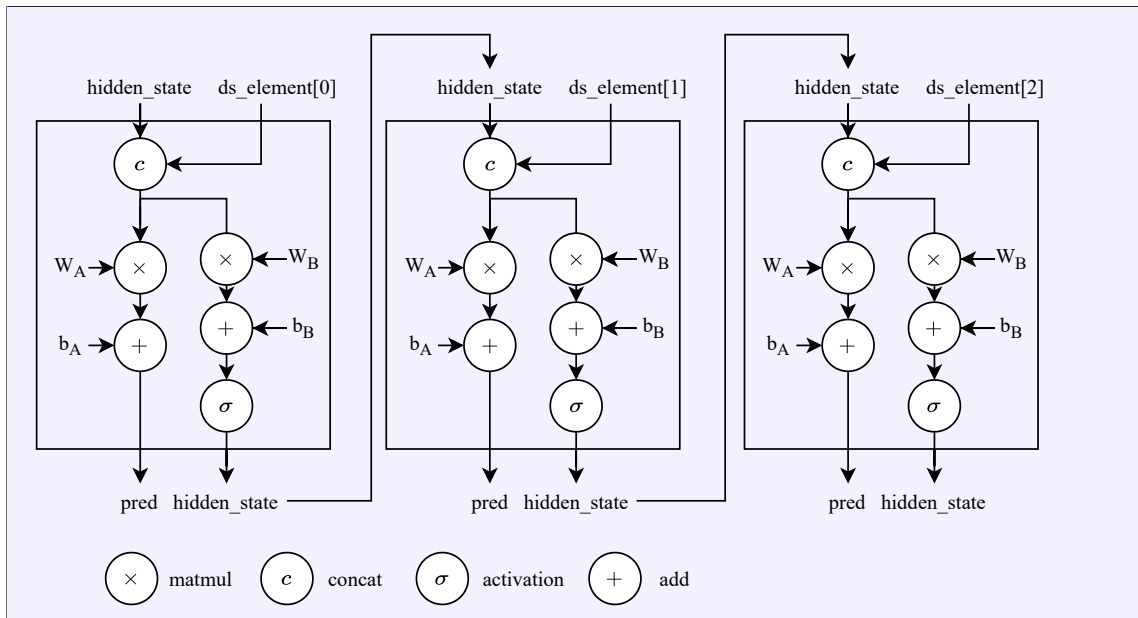 hidden_state ds_element[0] hidden_state ds_element[1] hidden_state ds_element[2]
c c c
× × W_B × × W_B × × W_B
W_A W_A W_A
+ b_B + b_B + b_B
b_A + b_A + b_A +
σ σ σ
pred hidden_state pred hidden_state pred hidden_state
× matmul c concat σ activation + add